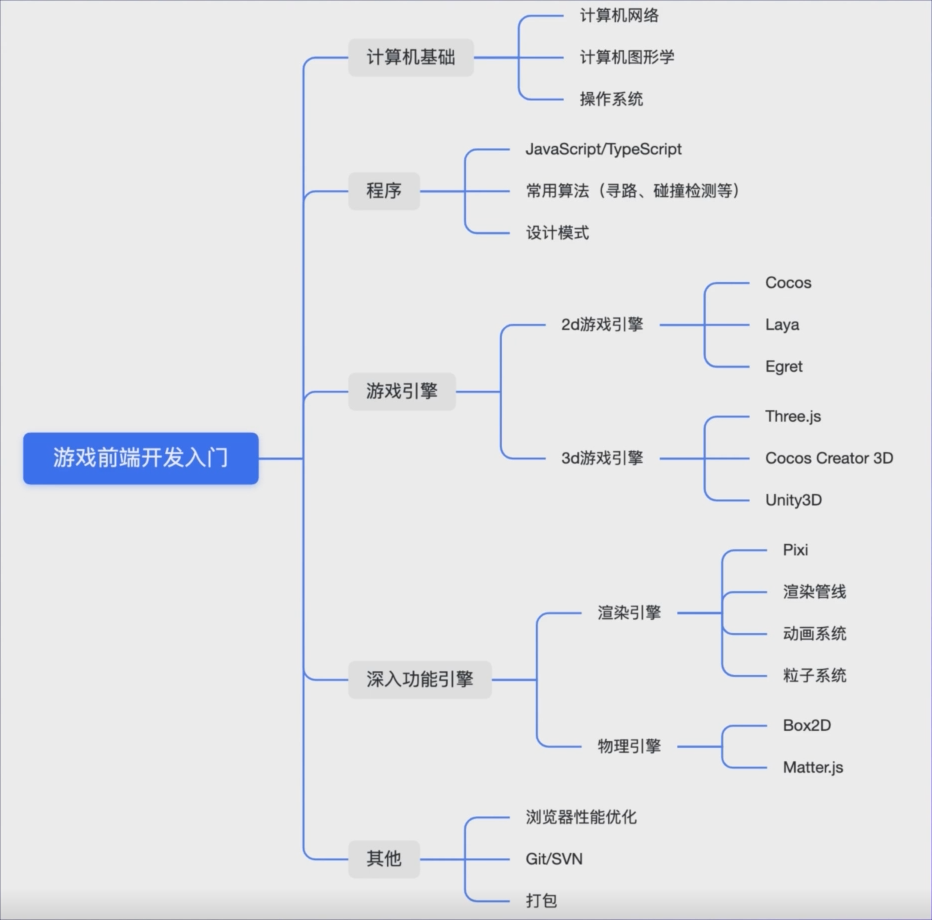 游戏前端开发入门
计算机基础
计算机网络
计算机图形学
操作系统
程序
JavaScript/TypeScript
常用算法（寻路、碰撞检测等）
设计模式
游戏引擎
2d游戏引擎
Cocos
Laya
Egret
3d游戏引擎
Three.js
Cocos Creator 3D
Unity3D
深入功能引擎
渲染引擎
Pixi
渲染管线
动画系统
粒子系统
物理引擎
Box2D
Matter.js
其他
浏览器性能优化
Git/SVN
打包